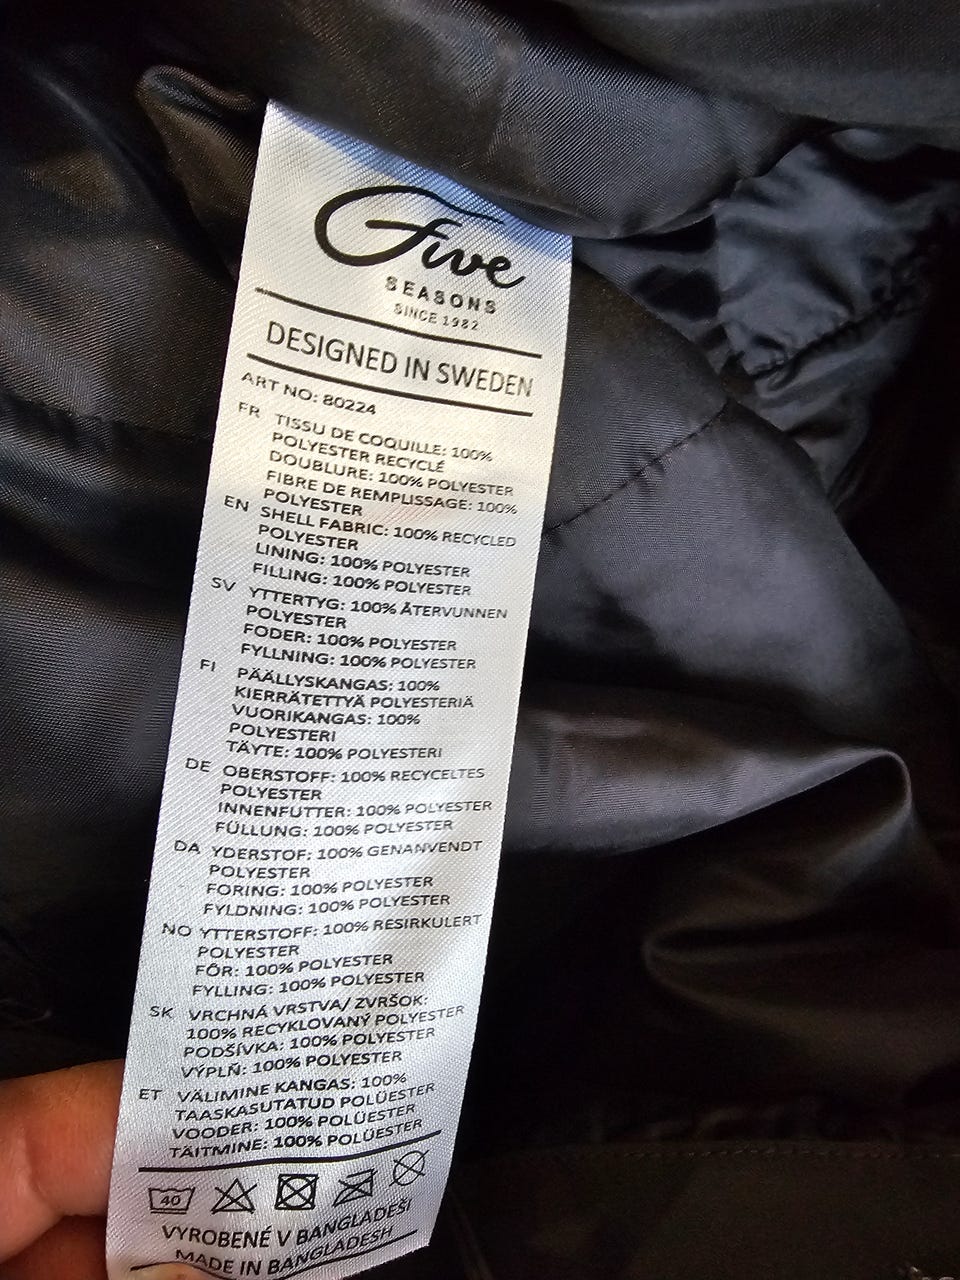 Five
SEASONS
SINCE 1982
DESIGNED IN SWEDEN
ART NO: 80224
FR TISSU DE COQUILLE: 100%
POLYESTER RECYCLÉ
DOUBLURE: 100% POLYESTER
FIBRE DE REMPLISSAGE: 100%
POLYESTER
EN SHELL FABRIC: 100% RECYCLED
POLYESTER
LINING: 100% POLYESTER
FILLING: 100% POLYESTER
SV YTTERTYG: 100% ÅTERVUNNEN
POLYESTER
FODER: 100% POLYESTER
FYLLNING: 100% POLYESTER
FI PÄÄLLYSKANGAS: 100%
KIERRÄTETTYÄ POLYESTERIÄ
VUORIKANGAS: 100%
POLYESTERI
TÄYTE: 100% POLYESTERI
DE OBERSTOFF: 100% RECYCELTES
POLYESTER
INNENFUTTER: 100% POLYESTER
FÜLLUNG: 100% POLYESTER
DA YDERSTOF: 100% GENANVENDT
POLYESTER
FORING: 100% POLYESTER
FYLDNING: 100% POLYESTER
NO YTTERSTOFF: 100% RESIRKULERT
POLYESTER
FÔR: 100% POLYESTER
FYLLING: 100% POLYESTER
SK VRCHNÁ VRSTVA/ ZVRŠOK:
100% RECYKLOVANÝ POLYESTER
PODŠÍVKA: 100% POLYESTER
VÝPLŇ: 100% POLYESTER
ET VÄLIMINE KANGAS: 100%
TAASKASUTATUD POLÜESTER
VOODER: 100% POLÜESTER
TÄITMINE: 100% POLÜESTER
40
VYROBENÉ V BANGLADEŠI
MADE IN BANGLADESH